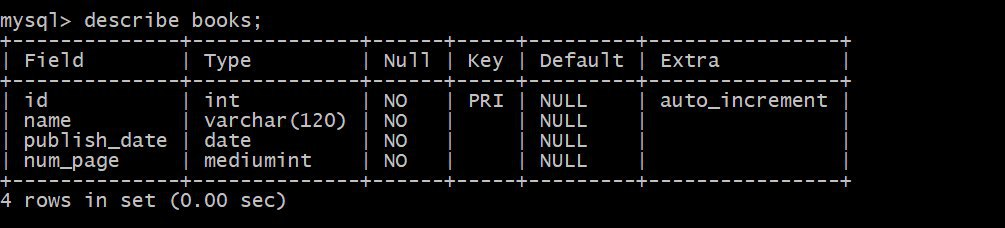 mysql> describe books;
+--------------+--------------+------+-----+---------+----------------+
| Field        | Type         | Null | Key | Default | Extra          |
+--------------+--------------+------+-----+---------+----------------+
| id           | int          | NO   | PRI | NULL    | auto_increment |
| name         | varchar(120) | NO   |     | NULL    |                |
| publish_date | date         | NO   |     | NULL    |                |
| num_page     | mediumint    | NO   |     | NULL    |                |
+--------------+--------------+------+-----+---------+----------------+
4 rows in set (0.00 sec)